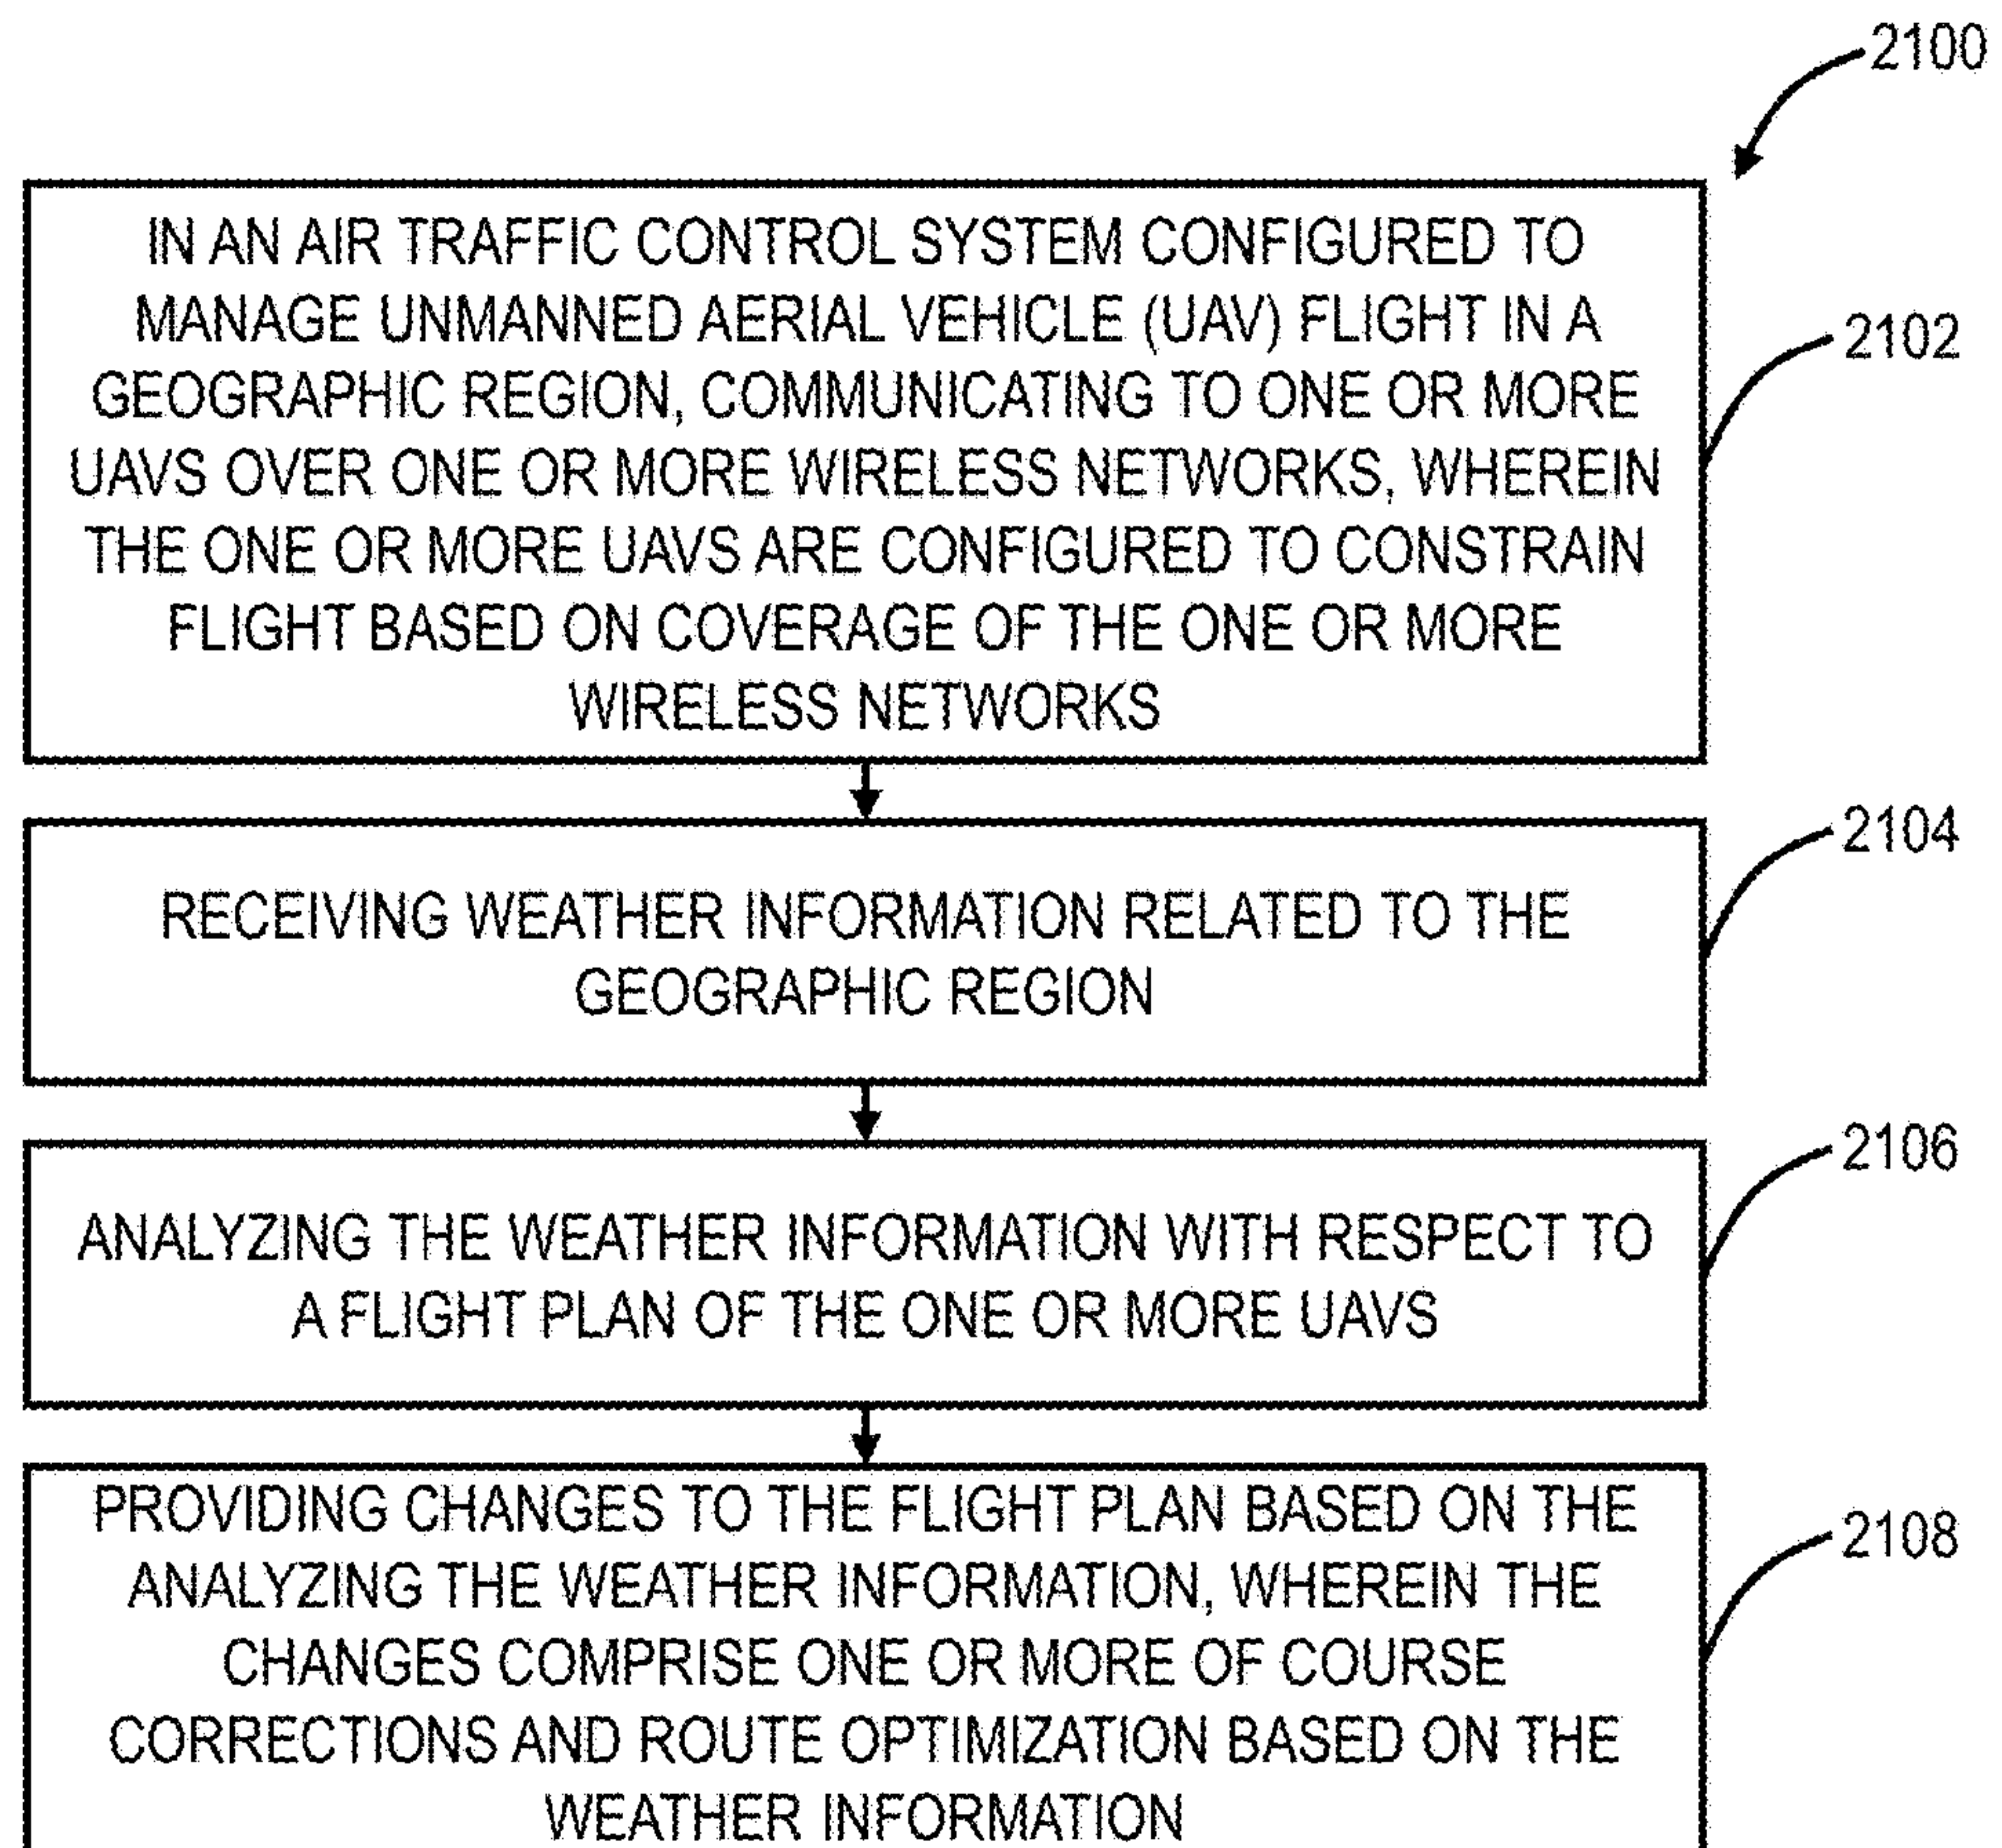 2100
IN AN AIR TRAFFIC CONTROL SYSTEM CONFIGURED TO
MANAGE UNMANNED AERIAL VEHICLE (UAV) FLIGHT IN A
GEOGRAPHIC REGION, COMMUNICATING TO ONE OR MORE
UAVS OVER ONE OR MORE WIRELESS NETWORKS, WHEREIN
THE ONE OR MORE UAVS ARE CONFIGURED TO CONSTRAIN
FLIGHT BASED ON COVERAGE OF THE ONE OR MORE
WIRELESS NETWORKS
2102
RECEIVING WEATHER INFORMATION RELATED TO THE
GEOGRAPHIC REGION
2104
ANALYZING THE WEATHER INFORMATION WITH RESPECT TO
A FLIGHT PLAN OF THE ONE OR MORE UAVS
2106
PROVIDING CHANGES TO THE FLIGHT PLAN BASED ON THE
ANALYZING THE WEATHER INFORMATION, WHEREIN THE
CHANGES COMPRISE ONE OR MORE OF COURSE
CORRECTIONS AND ROUTE OPTIMIZATION BASED ON THE
WEATHER INFORMATION
2108